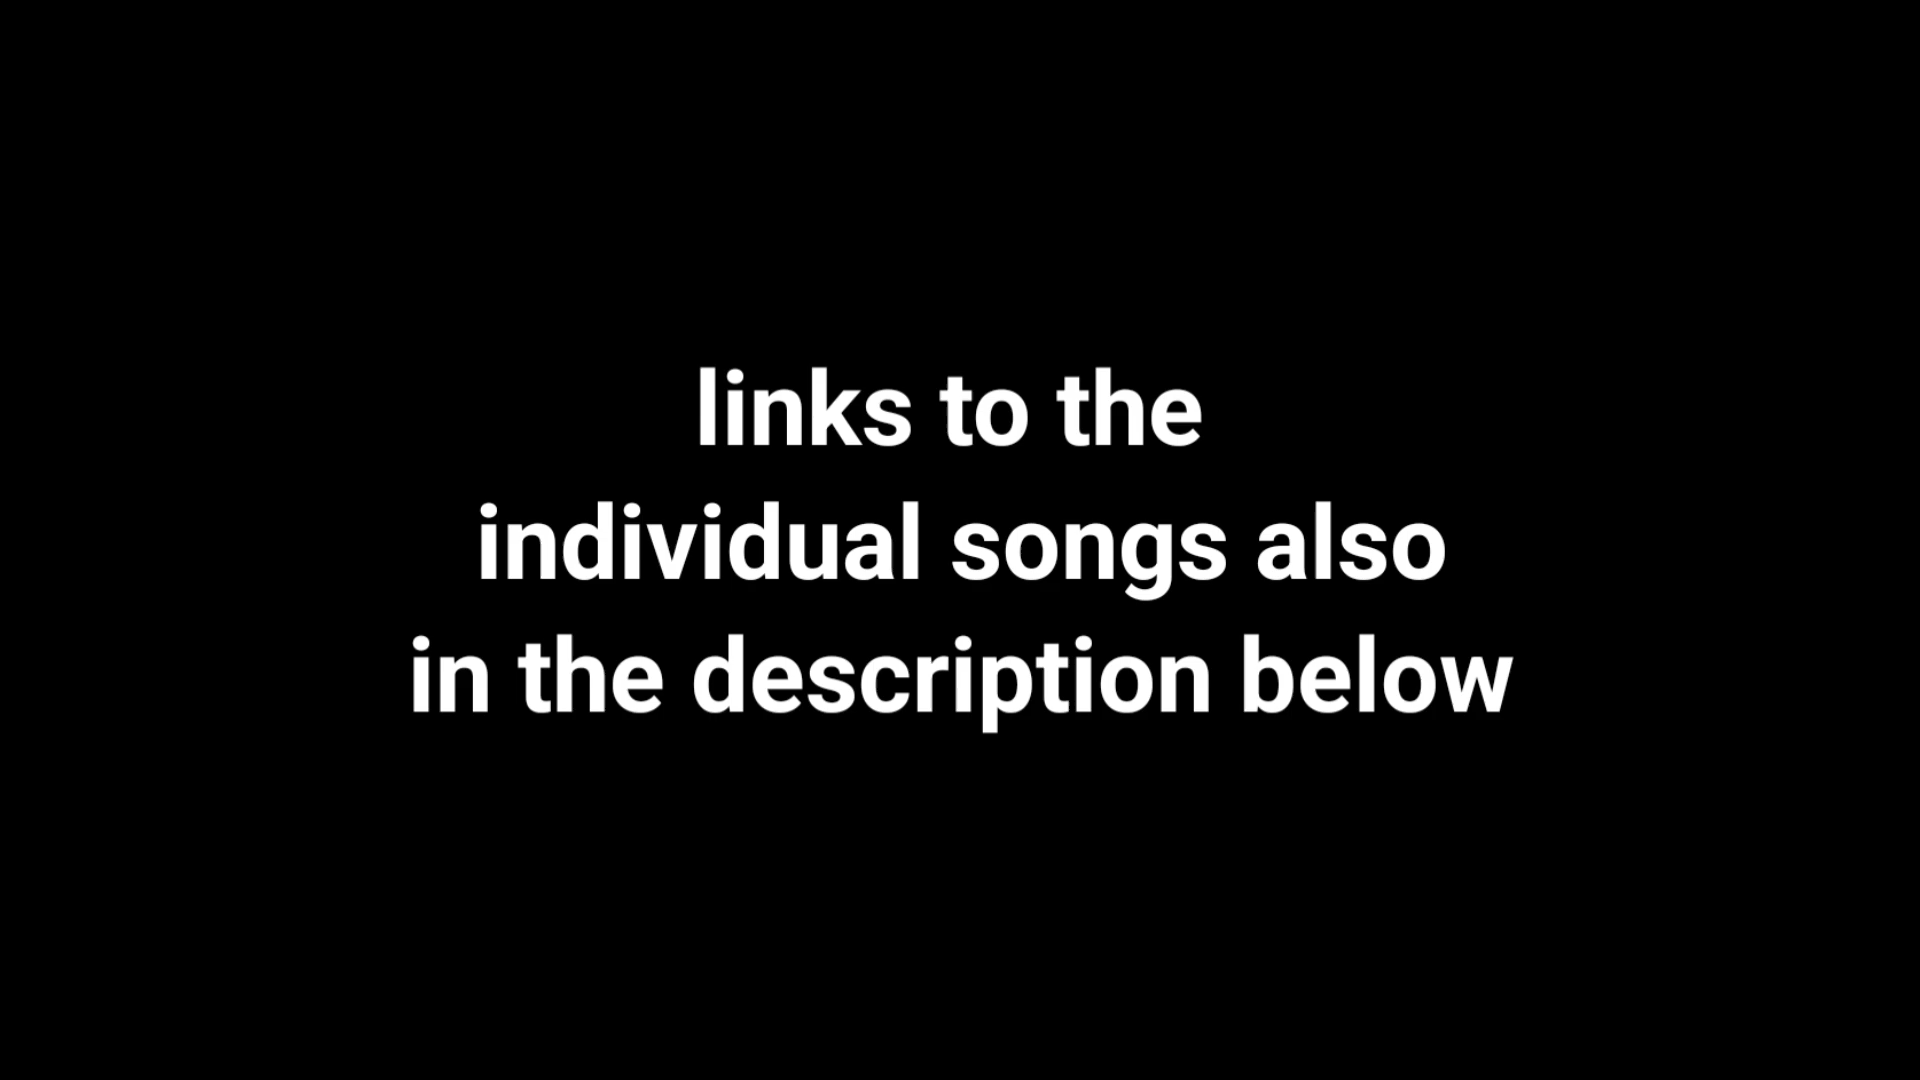 links to the
individual songs also
in the description below